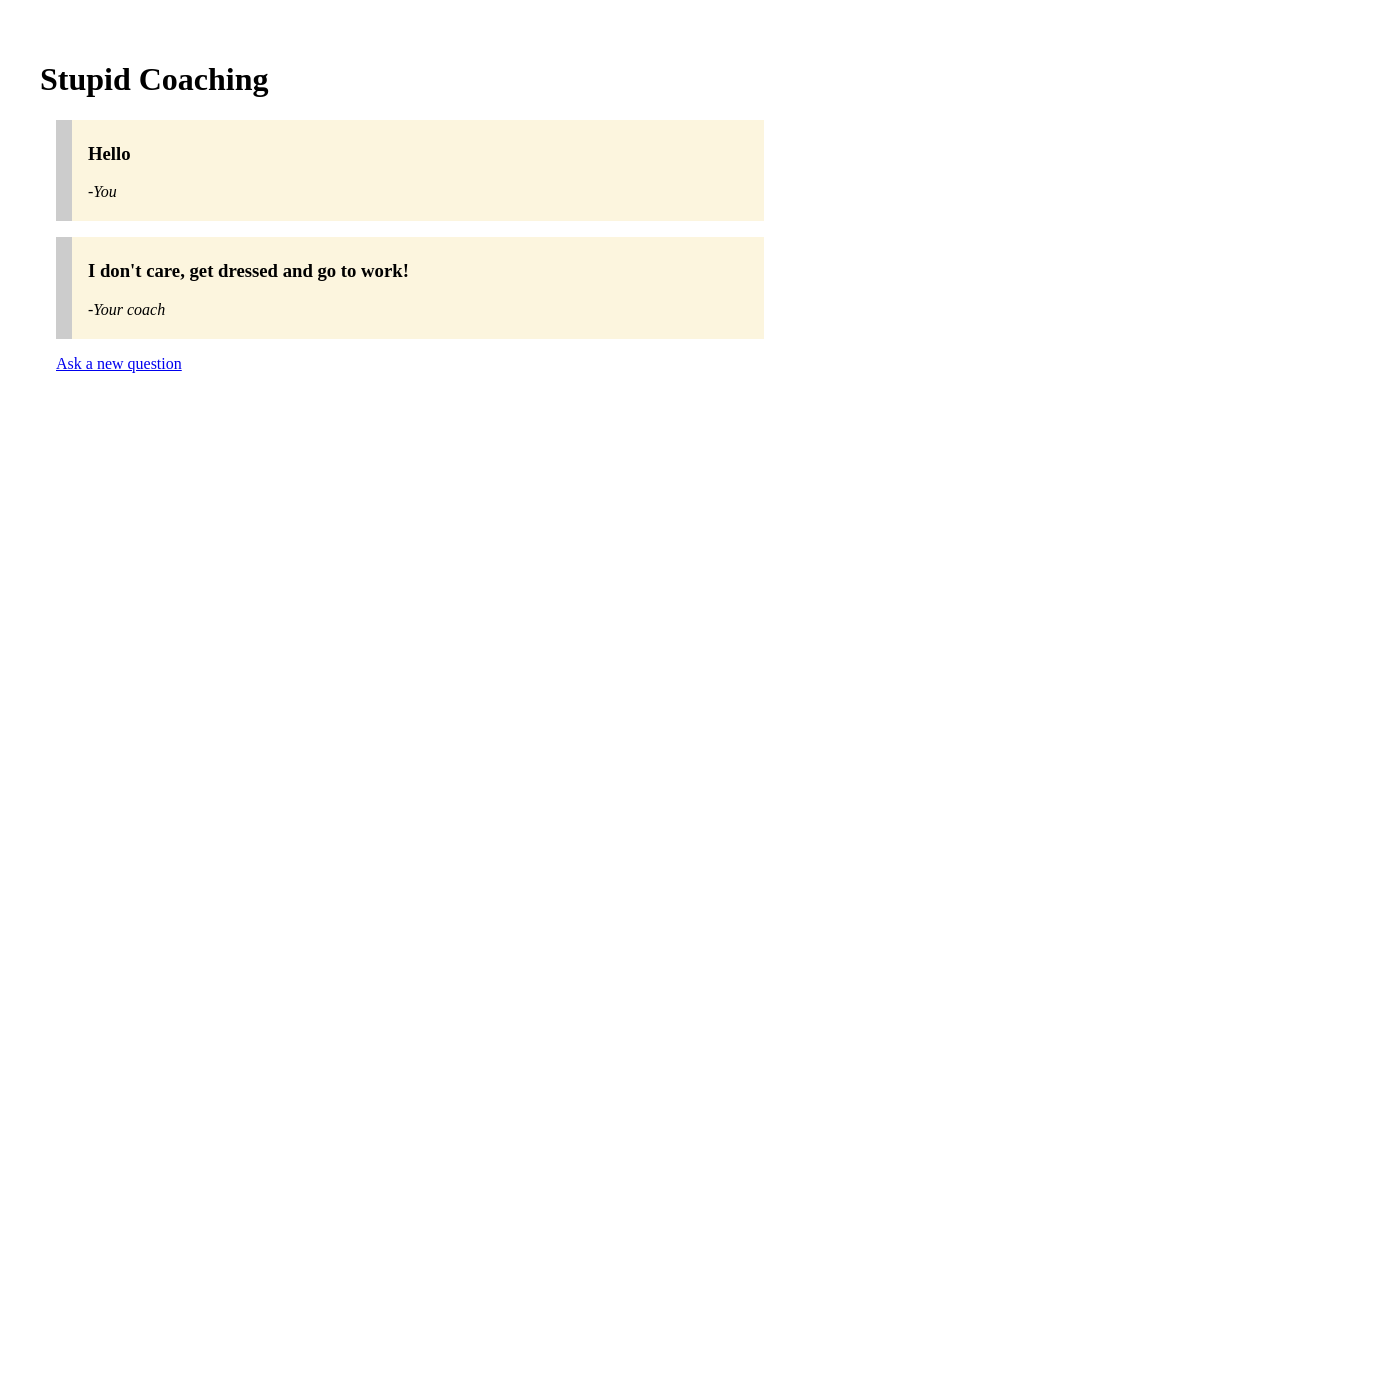 Stupid Coaching
Hello
-You
I don't care, get dressed and go to work!
-Your coach
Ask a new question